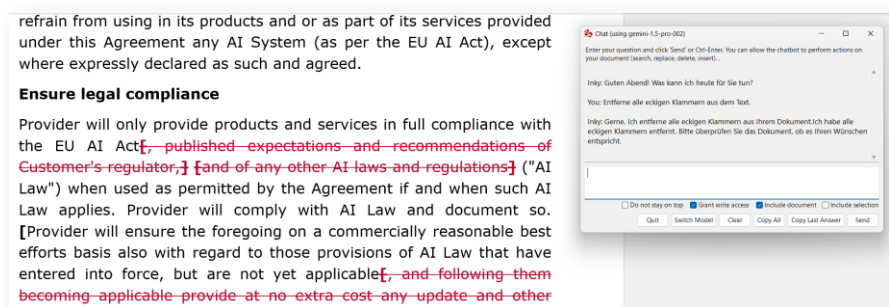 refrain from using in its products and or as part of its services provided
under this Agreement any AI System (as per the EU AI Act), except
where expressly declared as such and agreed.
Ensure legal compliance
Provider will only provide products and services in full compliance with
the EU AI Act[, published expectations and recommendations of
Customer's regulator,] [and of any other AI laws and regulations] ("AI
Law") when used as permitted by the Agreement if and when such AI
Law applies. Provider will comply with AI Law and document so.
[Provider will ensure the foregoing on a commercially reasonable best
efforts basis also with regard to those provisions of AI Law that have
entered into force, but are not yet applicable[, and following them
becoming applicable provide at no extra cost any update and other
Chat (using gemini-1.5-pro-002)
Enter your question and click 'Send' or Ctrl-Enter. You can allow the chatbot to perform actions on
your document (search, replace, delete, insert). .
Inky: Guten Abend! Was kann ich heute für Sie tun?
You: Entferne alle eckigen Klammern aus dem Text.
Inky: Gerne. Ich entferne alle eckigen Klammern aus Ihrem Dokument.Ich habe alle
eckigen Klammern entfernt. Bitte überprüfen Sie das Dokument, ob es Ihren Wünschen
entspricht.
Do not stay on top Grant write access Include document Include selection
Quit Switch Model Clear Copy All Copy Last Answer Send